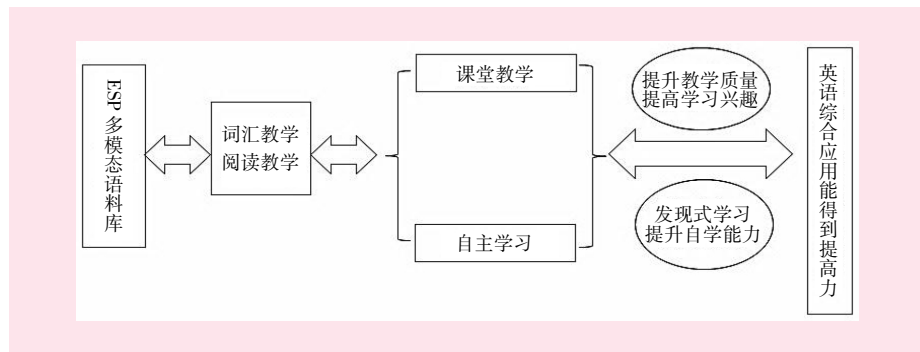 ESP多模态语料库
词汇教学
阅读教学
课堂教学
自主学习
提升教学质量
提高学习兴趣
发现式学习
提升自学能力
英语综合应用能得到提高力